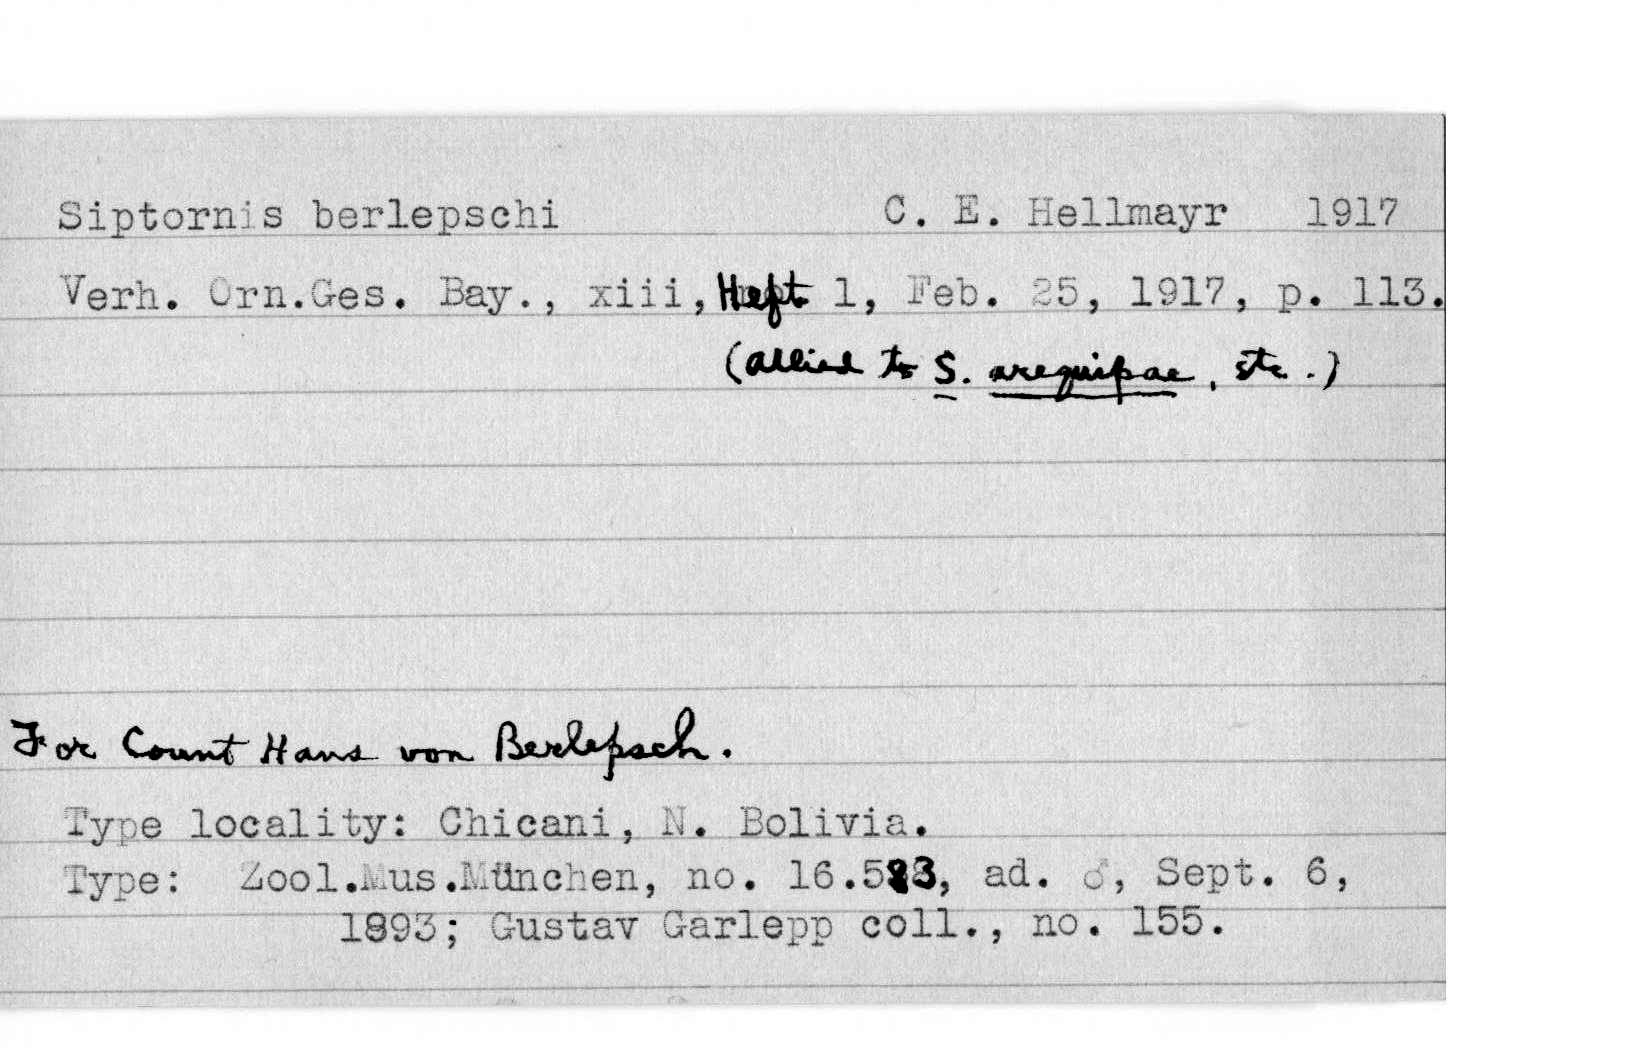 Siptornis berlepschi C. E. Hellmayr 1917
Verh. Orn.Ges. Bay., xiii, Heft 1, Feb. 25, 1917, p. 113.
(allied to S. arequipae, etc.)
For Count Hans von Berlepsch.
Type locality: Chicani, N. Bolivia.
Type: Zool.Mus.München, no. ad. ♂, Sept. 6,
1893; Gustav Garlepp coll., no. 155.